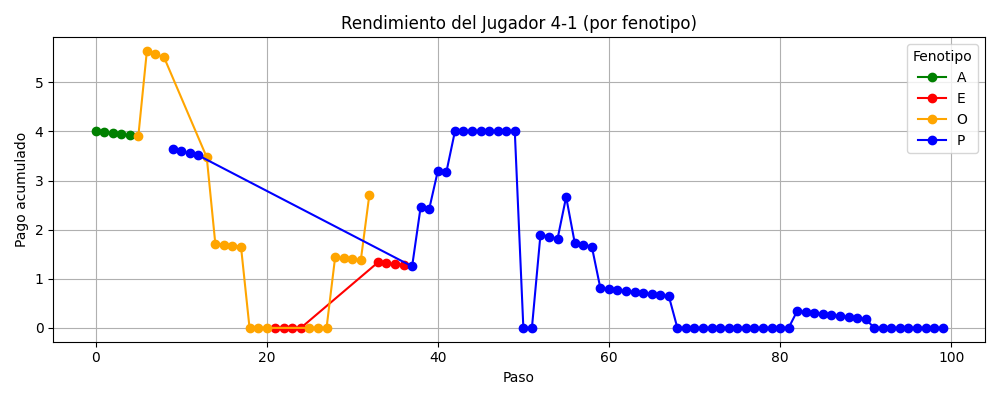 Rendimiento del Jugador 4-1 (por fenotipo)
Fenotipo
A
E
O
P
Pago acumulado
5
4
3
2
1
0
0 20 40 60 80 100
Paso